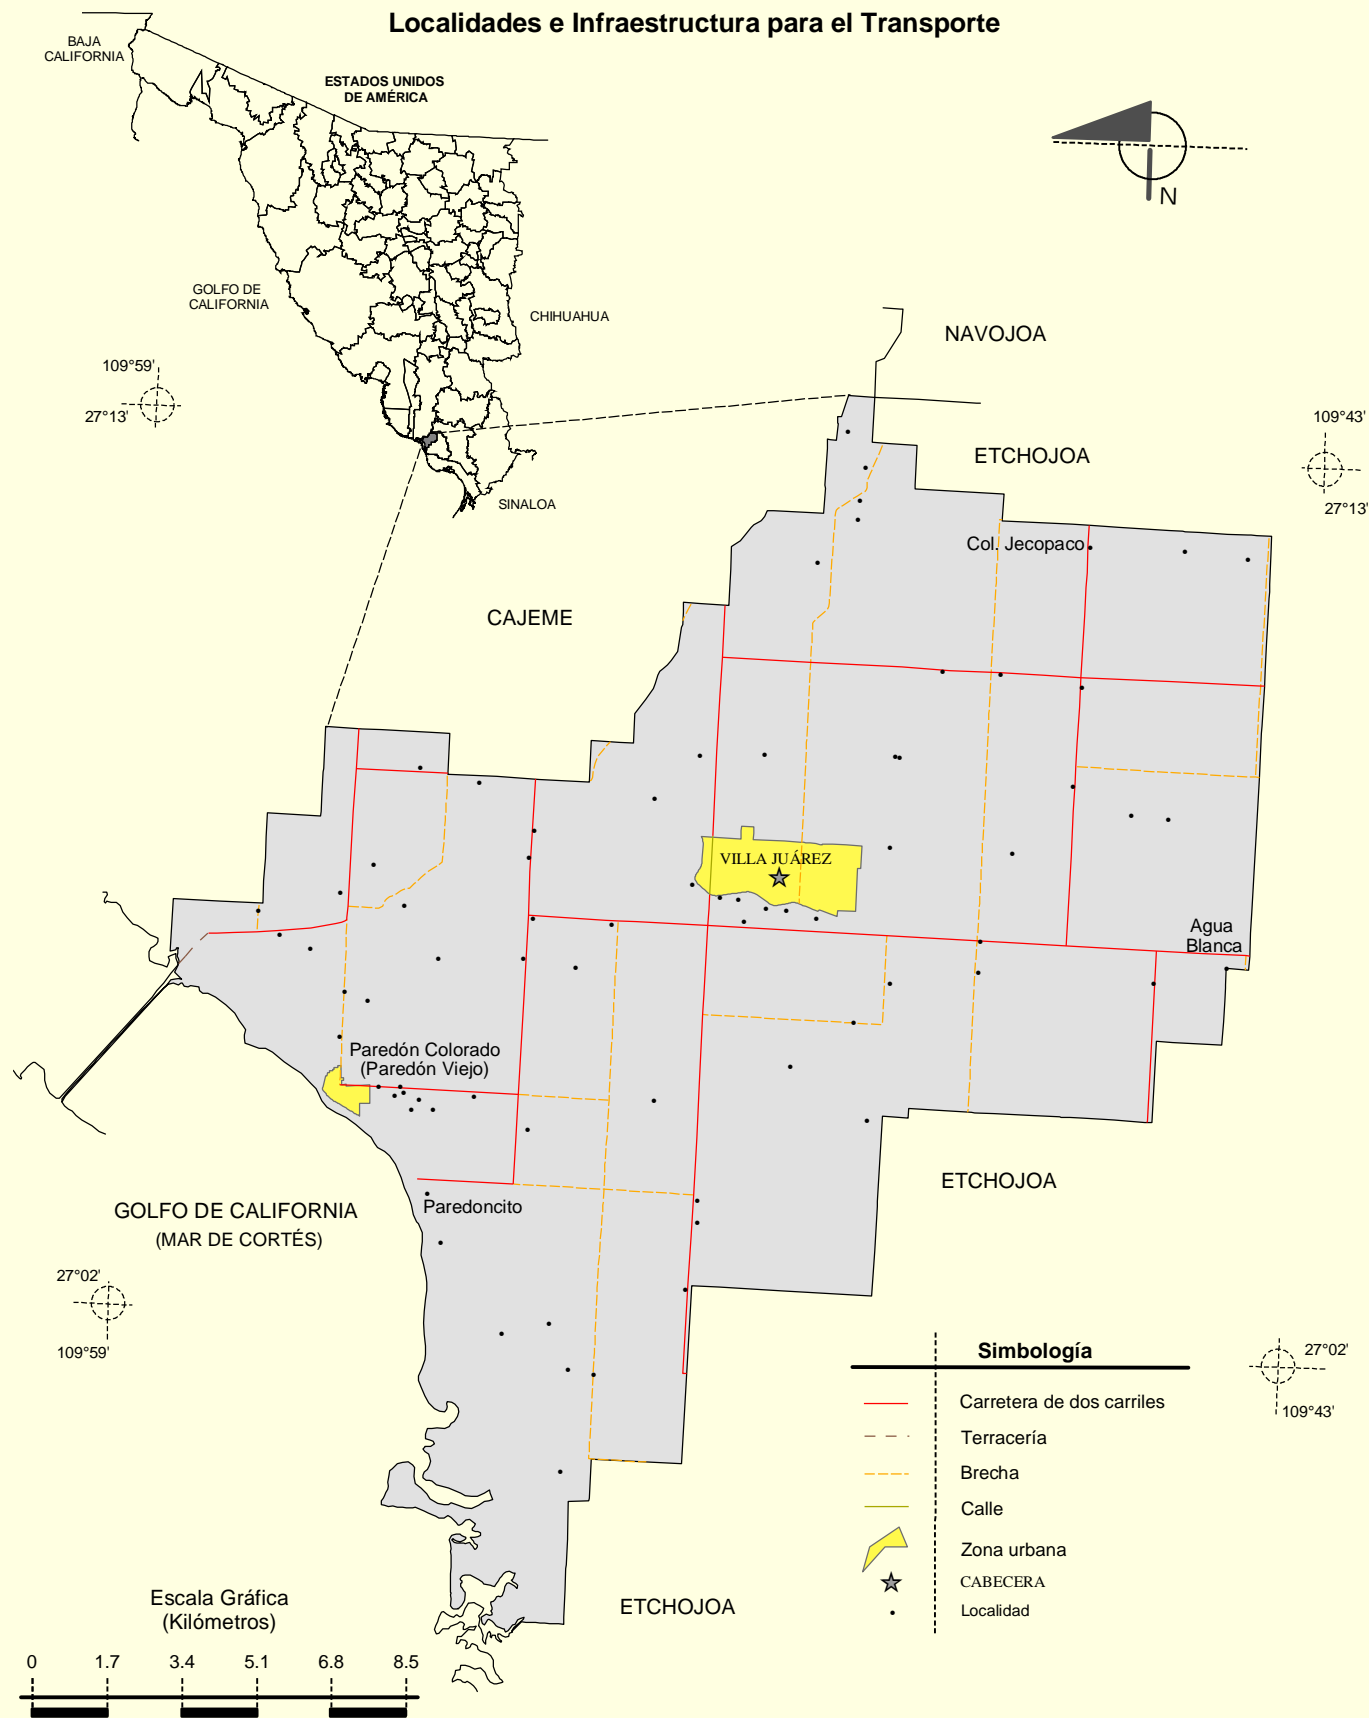 Localidades e Infraestructura para el Transporte
BAJA
CALIFORNIA
ESTADOS UNIDOS
DE AMÉRICA
N
GOLFO DE
CALIFORNIA
CHIHUAHUA
SINALOA
109°59'
27°13'
NAVOJOA
109°43'
27°13'
ETCHOJOA
Col. Jecopaco
CAJEME
VILLA JUÁREZ
Agua
Blanca
Paredón Colorado
(Paredón Viejo)
Paredoncito
ETCHOJOA
GOLFO DE CALIFORNIA
(MAR DE CORTÉS)
27°02'
109°59'
27°02'
109°43'
Simbología
Carretera de dos carriles
Terracería
Brecha
Calle
Zona urbana
CABECERA
Localidad
ETCHOJOA
Escala Gráfica
(Kilómetros)
0 1.7 3.4 5.1 6.8 8.5